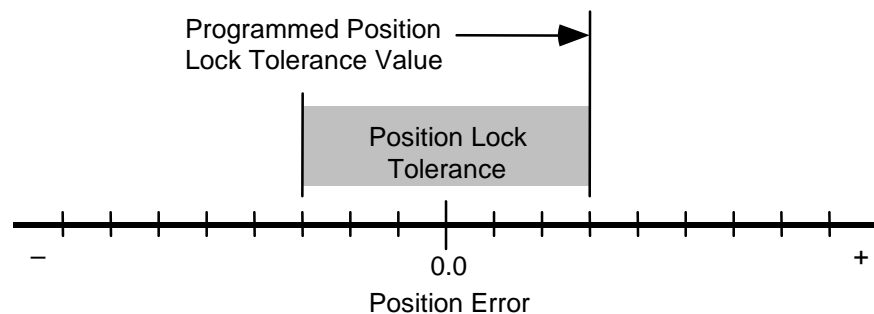 Programmed Position
Lock Tolerance Value
Position Lock
Tolerance
– 
0.0
+
Position Error